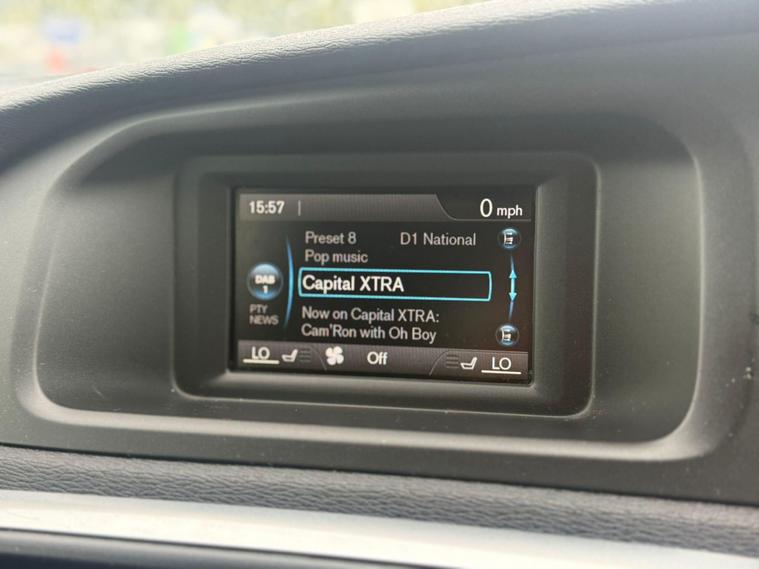 15:57 0 mph
Preset 8 D1 National
Pop music
DAB
1
Capital XTRA
PTY
NEWS
Now on Capital XTRA:
Cam'Ron with Oh Boy
LO Off LO